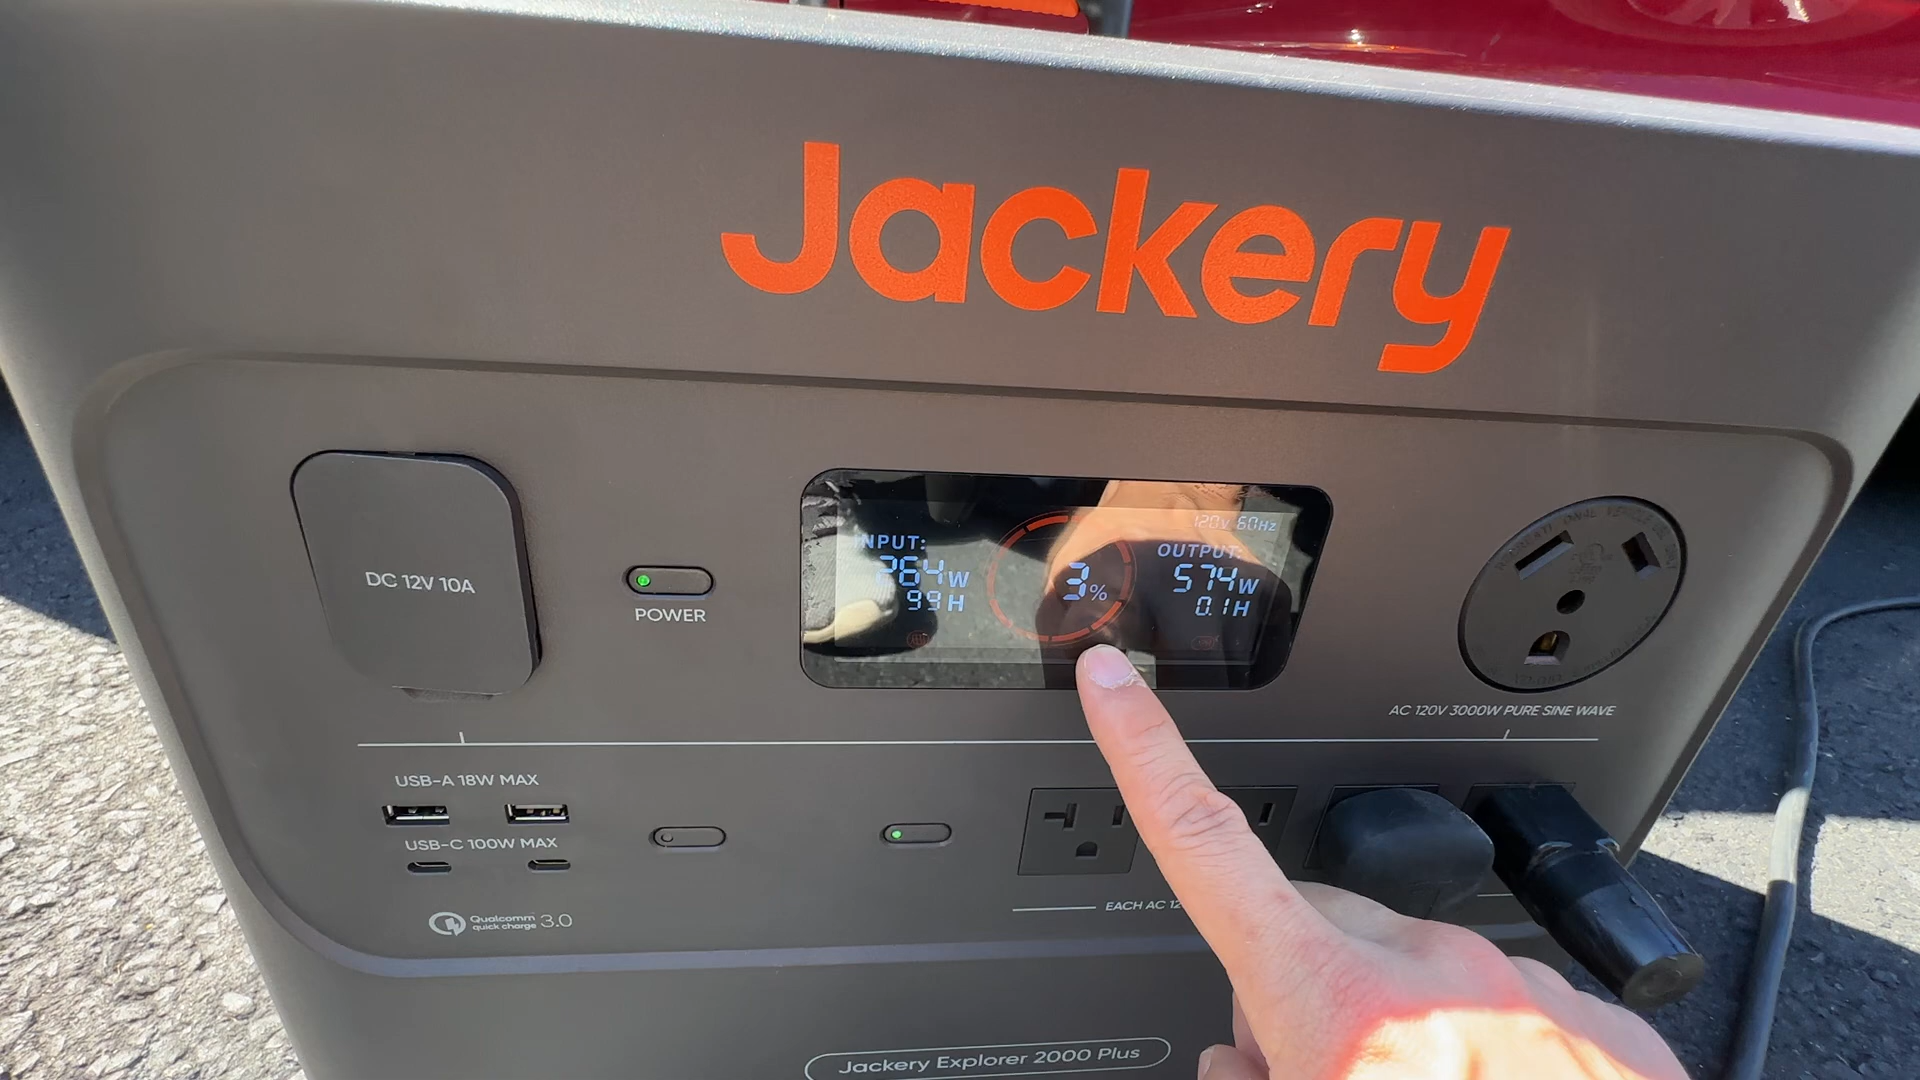 Jackery
DC 12V 10A
POWER
INPUT:
264W
99H
3%
120V 60Hz
OUTPUT:
574W
0.1H
AC 120V 3000W PURE SINE WAVE
USB-A 18W MAX
USB-C 100W MAX
Qualcomm
quick charge 3.0
EACH AC 12
Jackery Explorer 2000 Plus